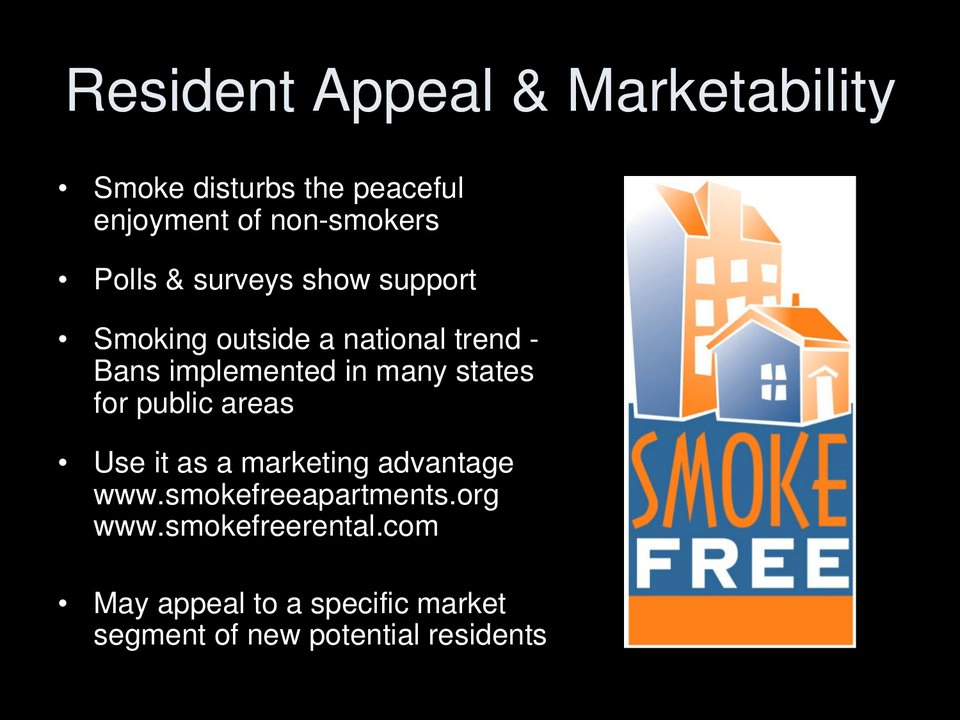 Resident Appeal & Marketability
• Smoke disturbs the peaceful
enjoyment of non-smokers
• Polls & surveys show support
• Smoking outside a national trend -
Bans implemented in many states
for public areas
• Use it as a marketing advantage
www.smokefreeapartments.org
www.smokefreerental.com
• May appeal to a specific market
segment of new potential residents
SMOKE
FREE